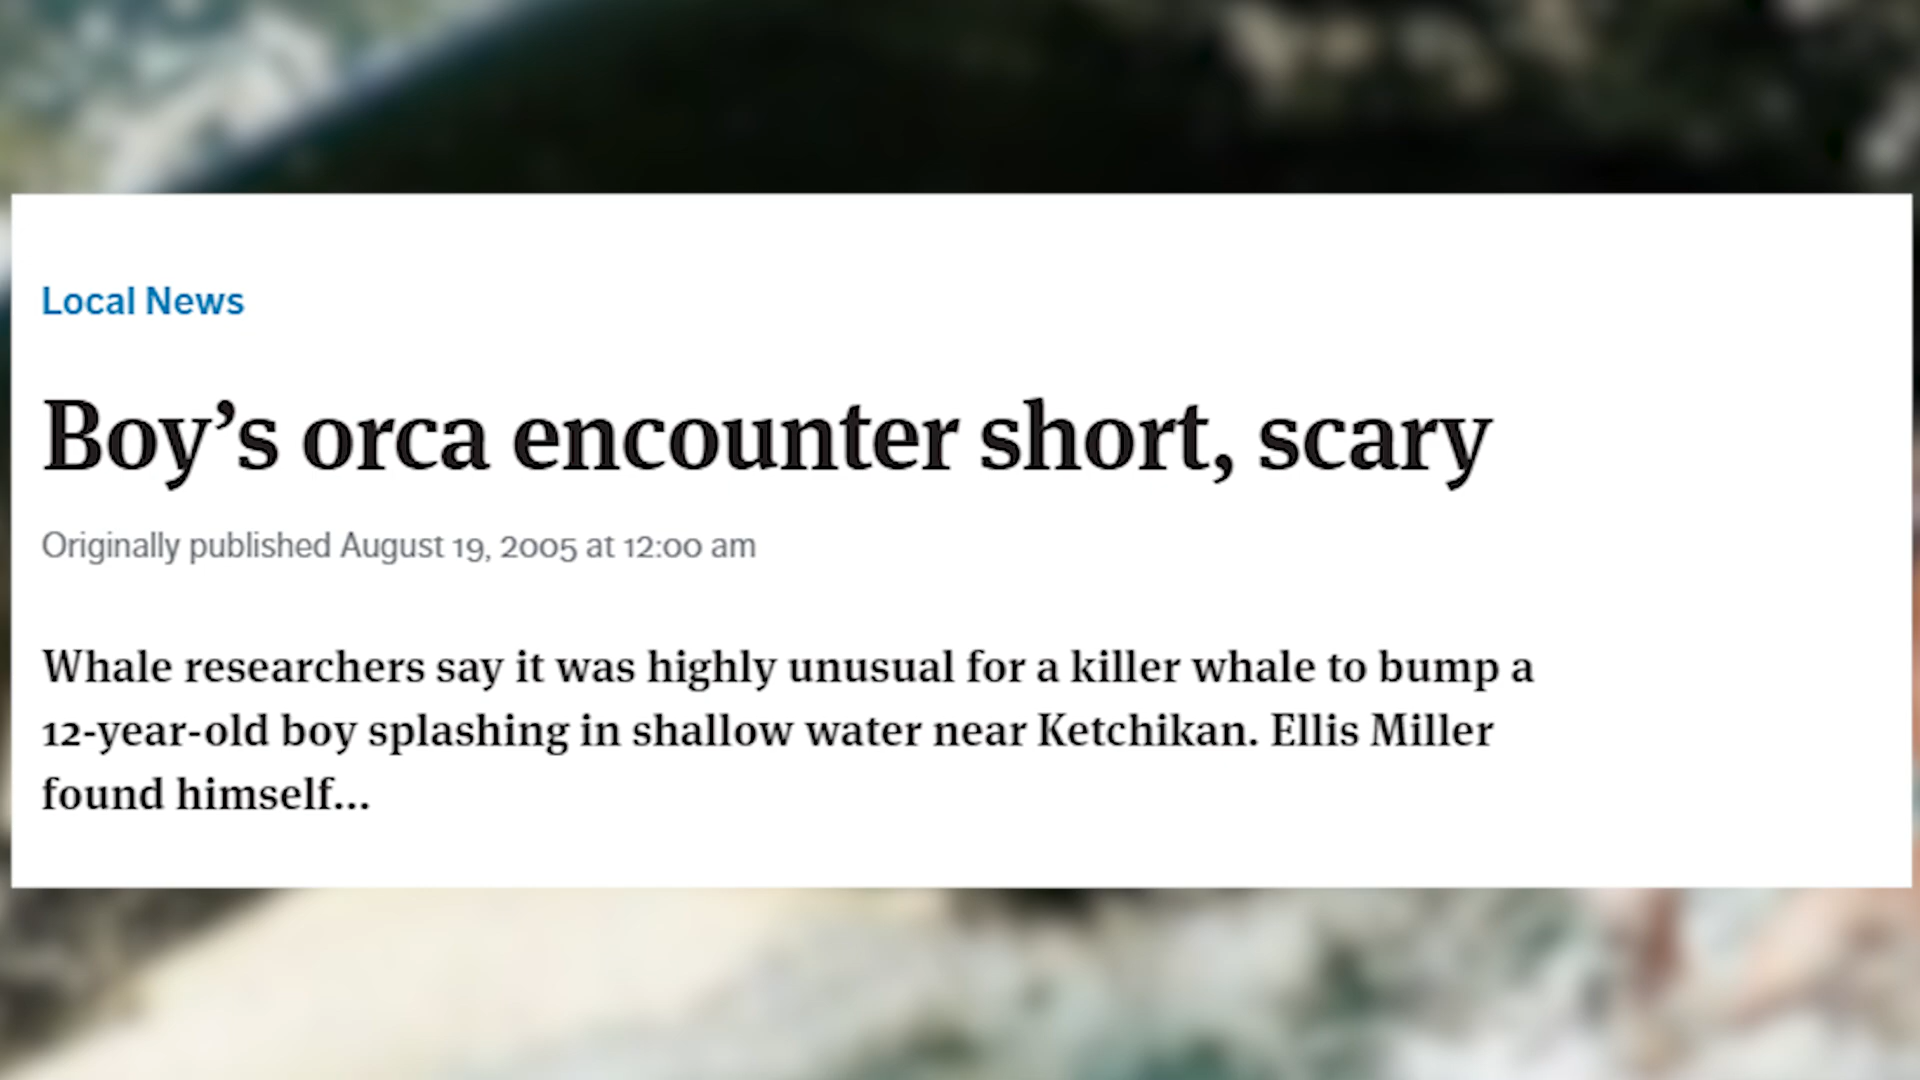 Local News
Boy’s orca encounter short, scary
Originally published August 19, 2005 at 12:00 am
Whale researchers say it was highly unusual for a killer whale to bump a
12-year-old boy splashing in shallow water near Ketchikan. Ellis Miller
found himself...